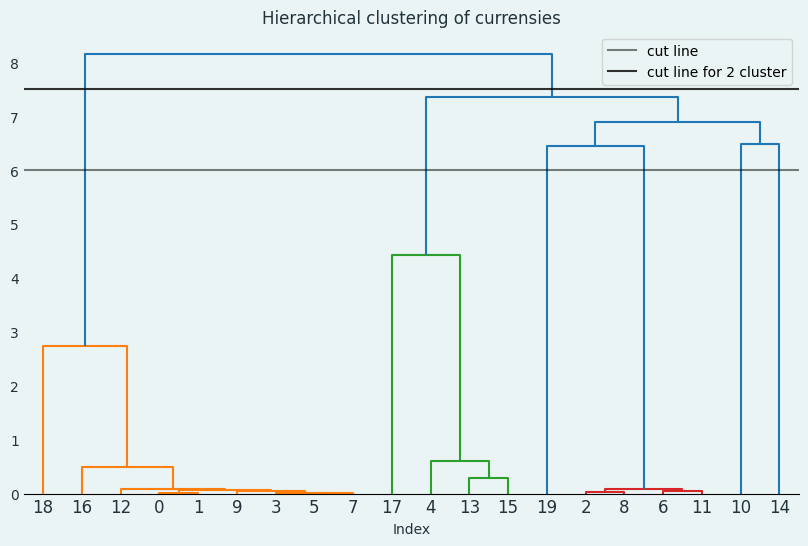 Hierarchical clustering of currensies
cut line
cut line for 2 cluster
8
7
6
5
4
3
2
1
0
18 16 12 0 1 9 3 5 7 17 4 13 15 19 2 8 6 11 10 14
Index